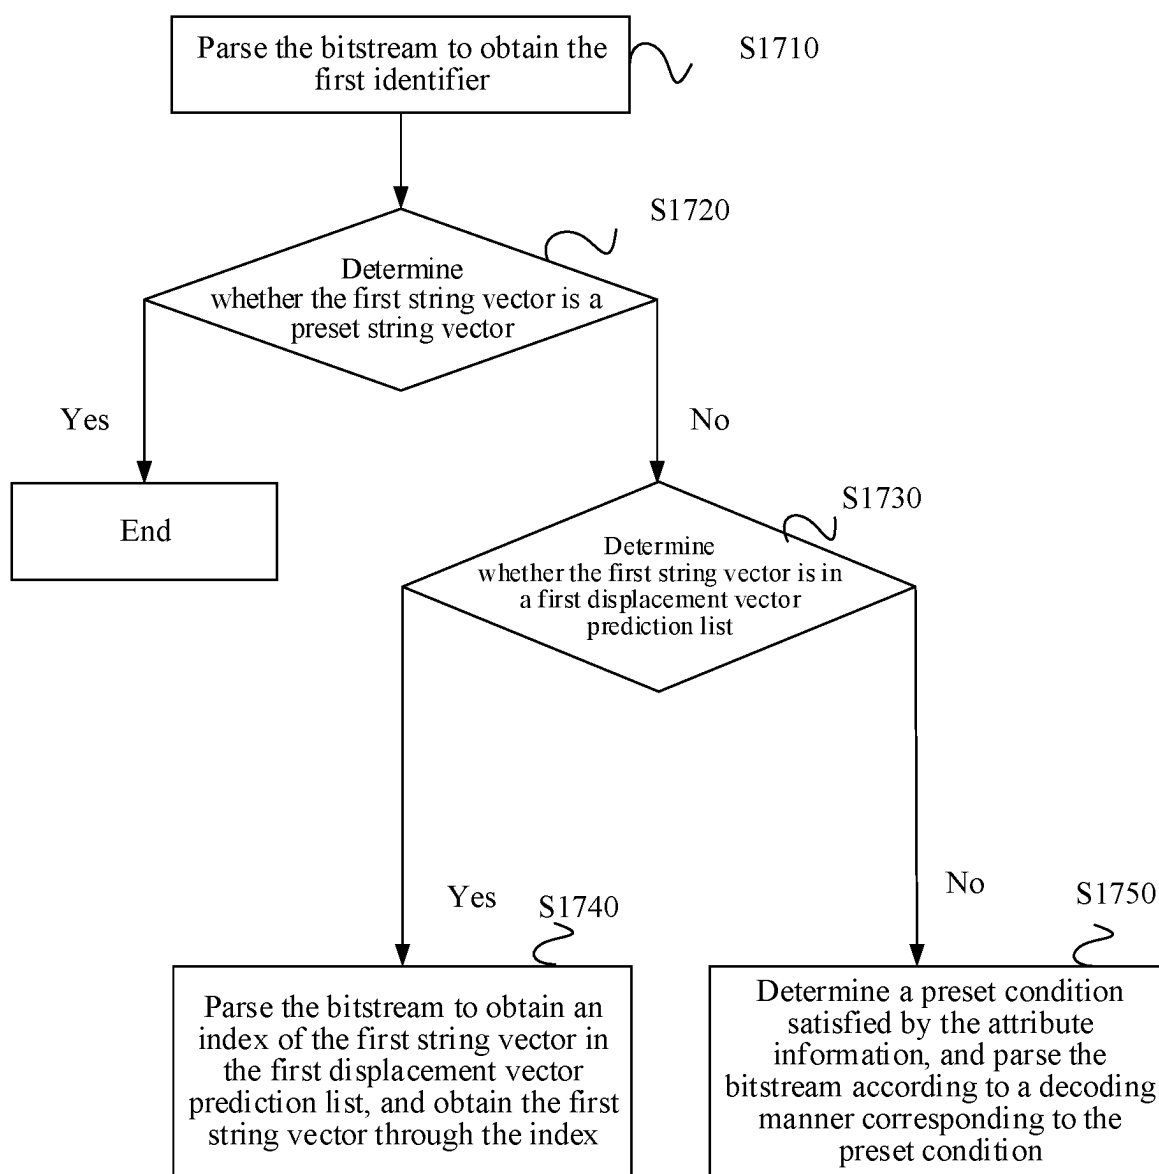 Parse the bitstream to obtain the
first identifier
S1710
S1720
Determine
whether the first string vector is a
preset string vector
Yes
No
End
S1730
Determine
whether the first string vector is in
a first displacement vector
prediction list
Yes
No
S1740
S1750
Parse the bitstream to obtain an
index of the first string vector in
the first displacement vector
prediction list, and obtain the first
string vector through the index
Determine a preset condition
satisfied by the attribute
information, and parse the
bitstream according to a decoding
manner corresponding to the
preset condition